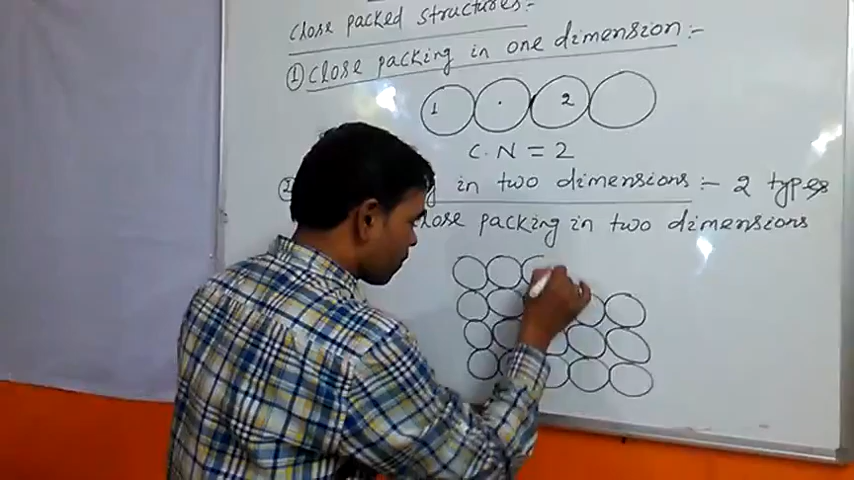 Close packed structures:-
① Close packing in one dimension:-
1 2
C.N = 2
in two dimensions:- 2 types
close packing in two dimensions